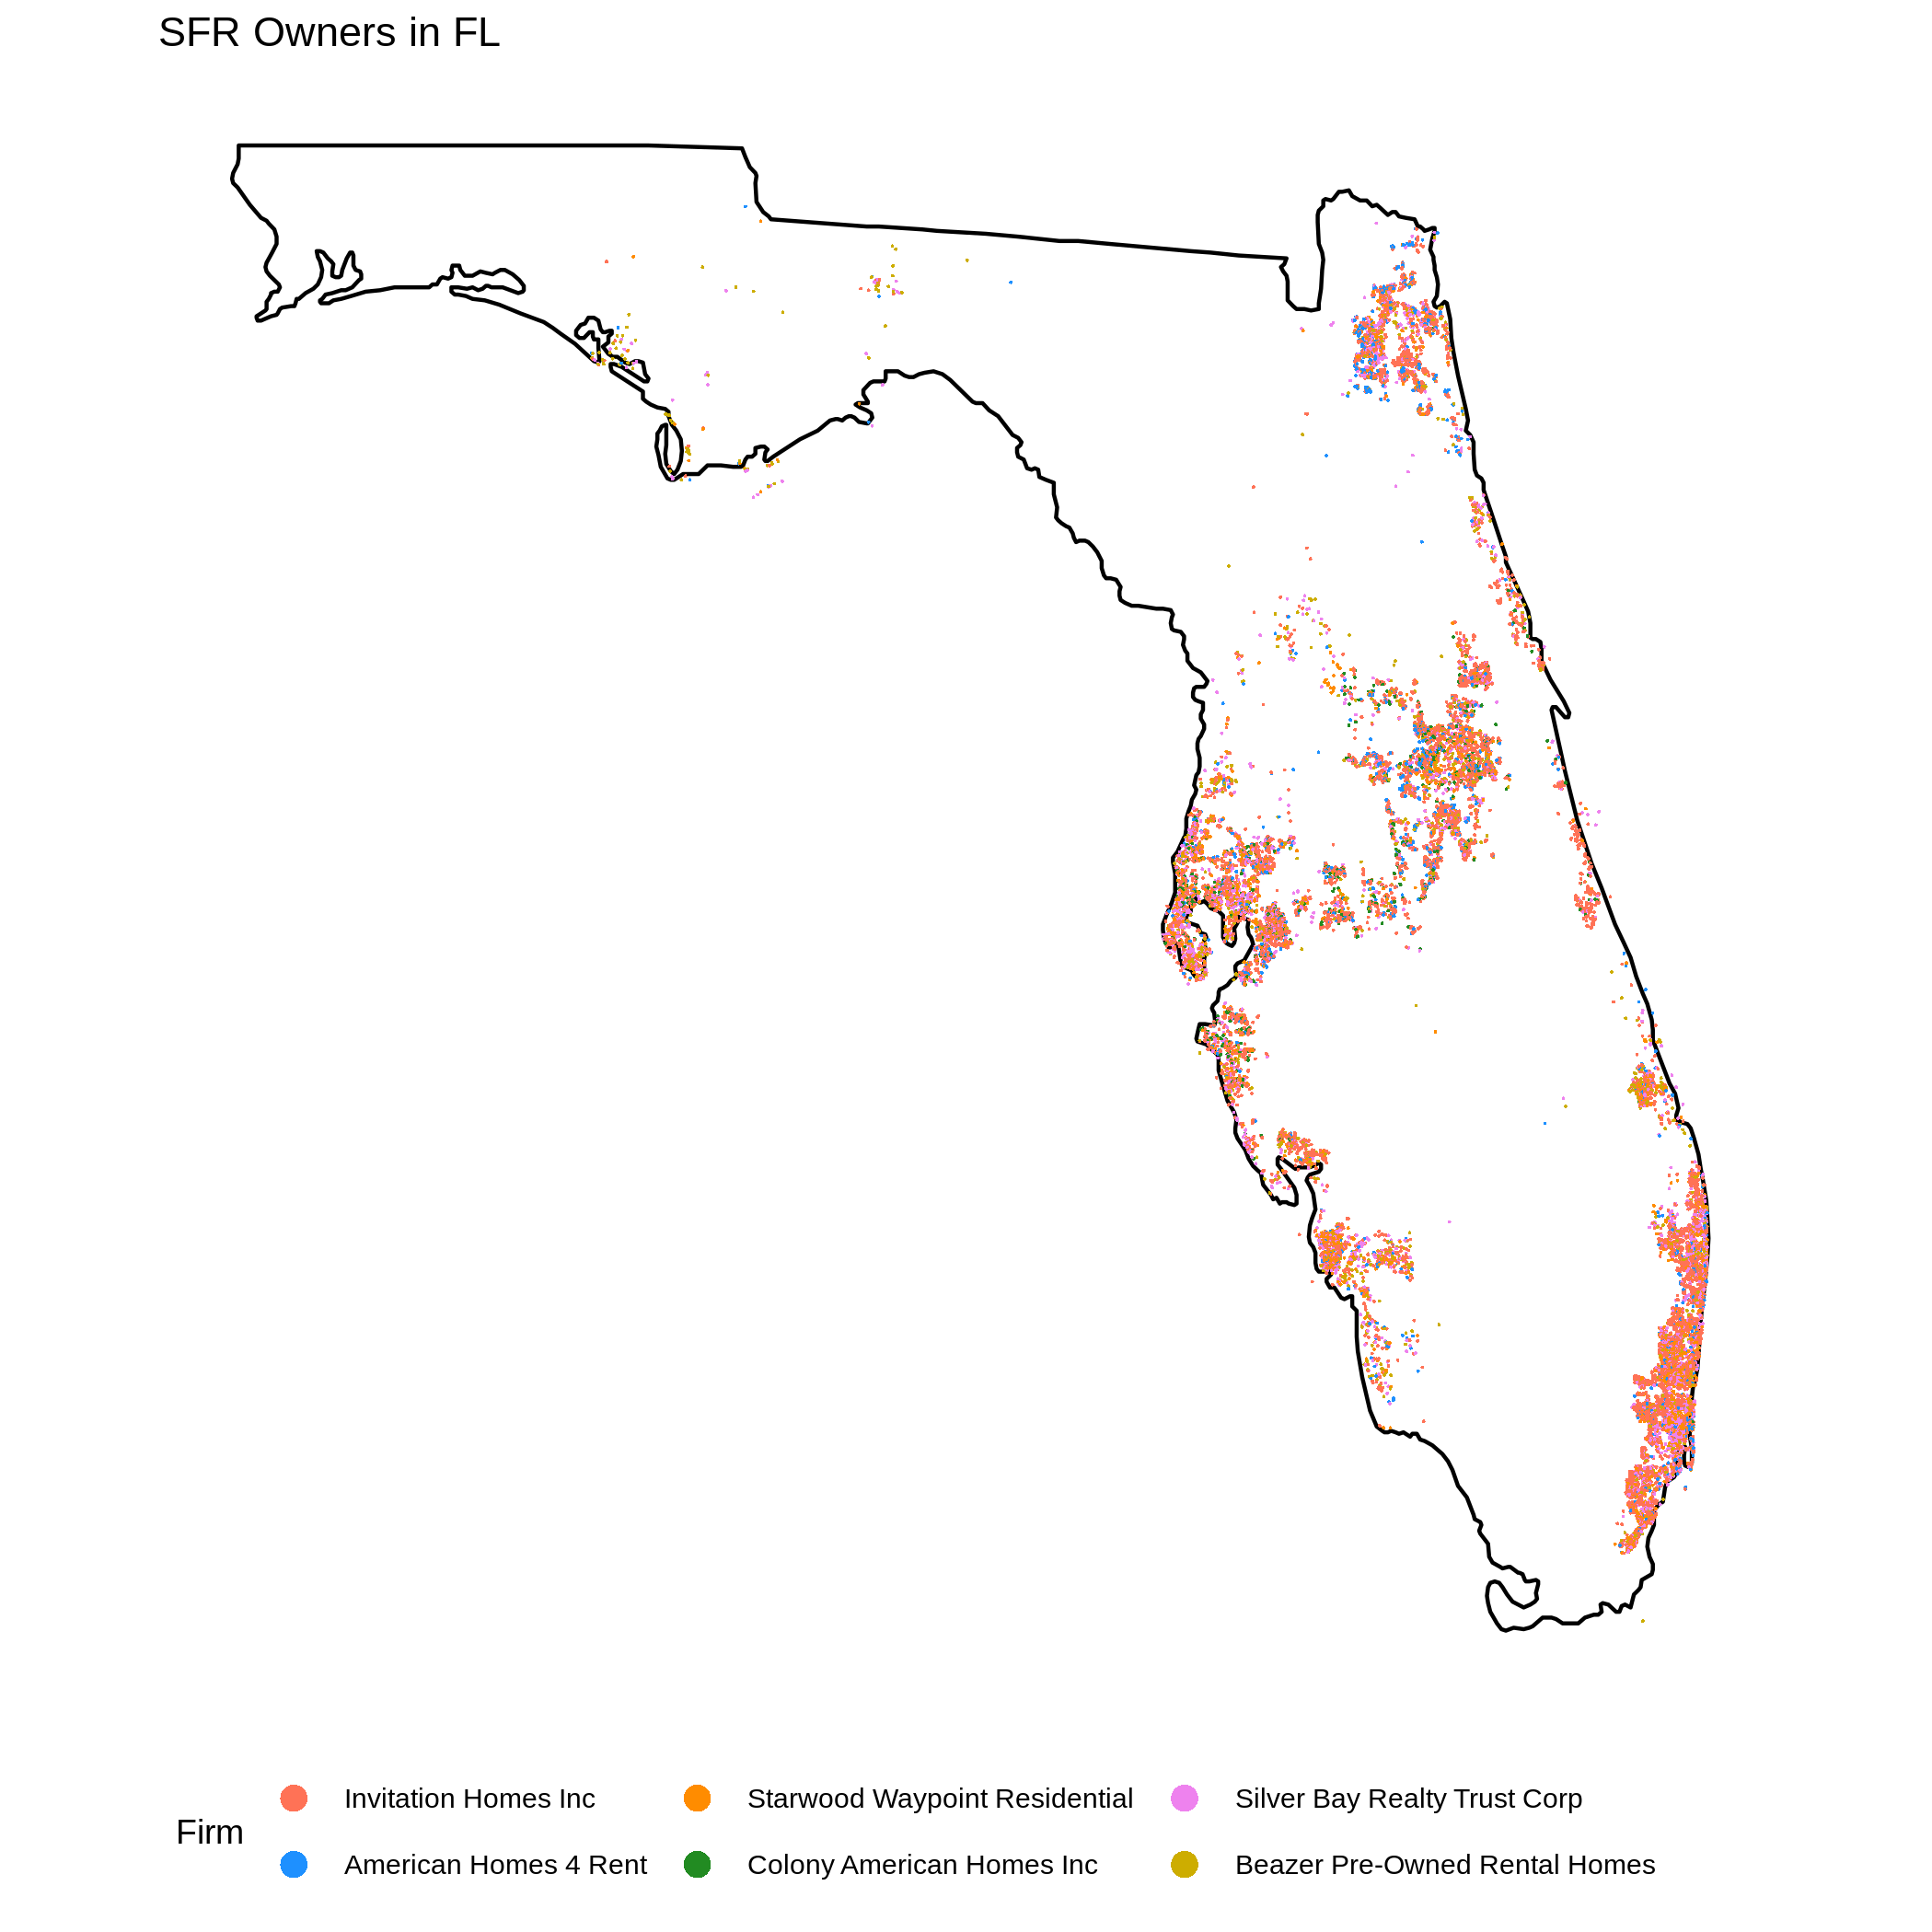 SFR Owners in FL
Firm
Invitation Homes Inc
Starwood Waypoint Residential
Silver Bay Realty Trust Corp
American Homes 4 Rent
Colony American Homes Inc
Beazer Pre-Owned Rental Homes